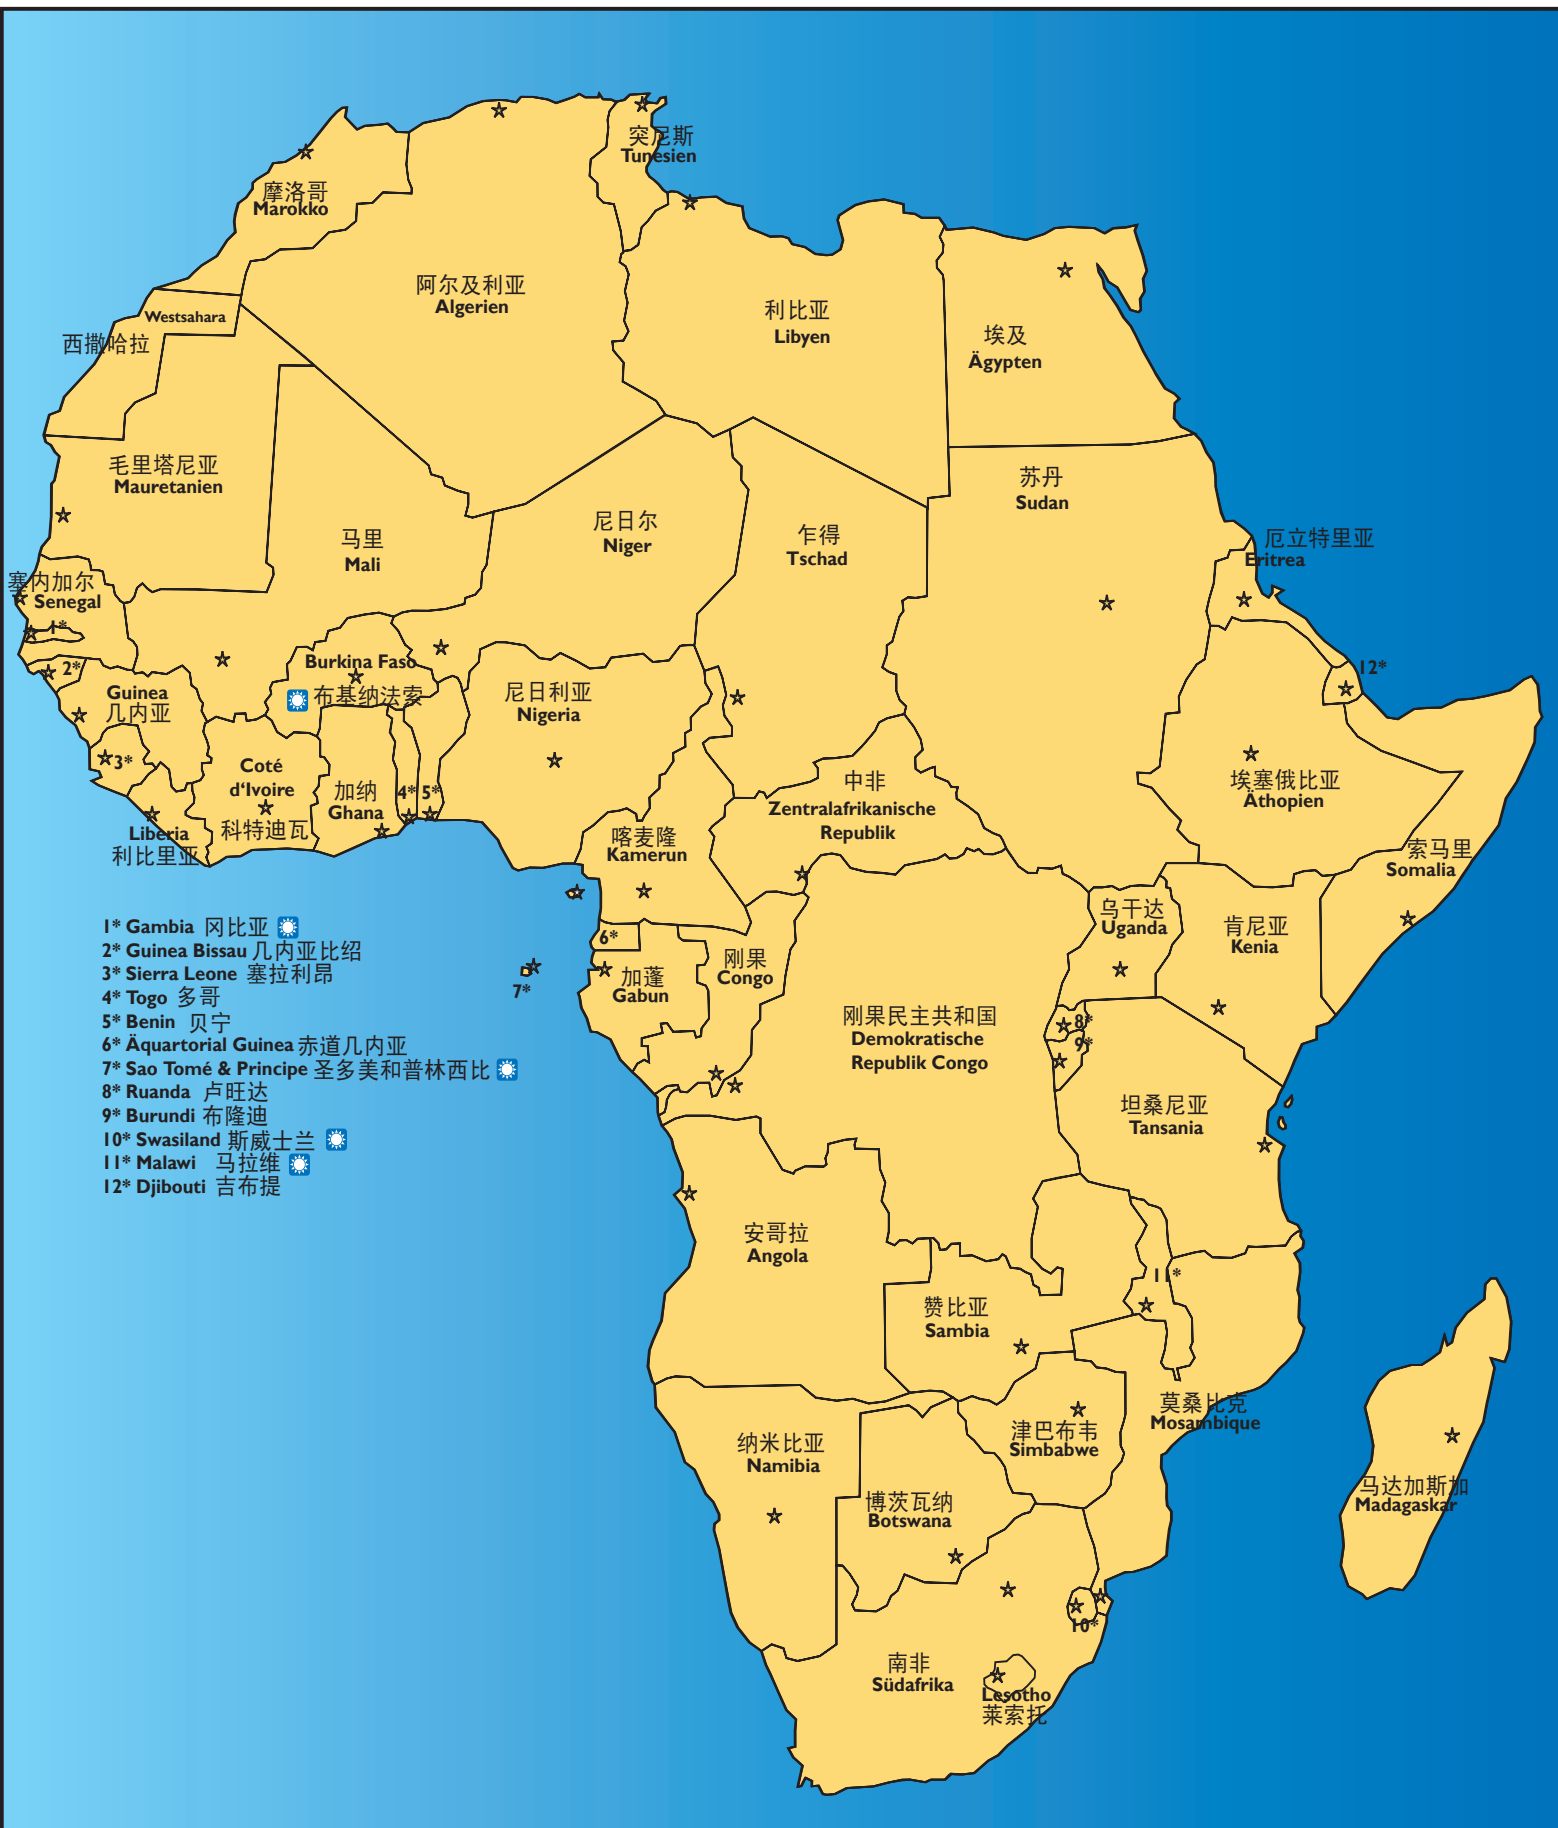 突尼斯
Tunesien
摩洛哥
Marokko
阿尔及利亚
Algerien
利比亚
Libyen
埃及
Ägypten
Westsahara
西撒哈拉
毛里塔尼亚
Mauretanien
马里
Mali
尼日尔
Niger
乍得
Tschad
苏丹
Sudan
厄立特里亚
Eritrea
塞内加尔
Senegal
1*
2*
Guinea
几内亚
3*
Burkina Faso
布基纳法索
尼日利亚
Nigeria
12*
Coté
d‘Ivoire
科特迪瓦
加纳
Ghana
4*
5*
Liberia
利比里亚
中非
Zentralafrikanische
Republik
埃塞俄比亚
Äthopien
喀麦隆
Kamerun
索马里
Somalia
乌干达
Uganda
肯尼亚
Kenia
6*
7*
加蓬
Gabun
刚果
Congo
刚果民主共和国
Demokratische
Republik Congo
8*
9*
1* Gambia 冈比亚
2* Guinea Bissau 几内亚比绍
3* Sierra Leone 塞拉利昂
4* Togo 多哥
5* Benin 贝宁
6* Äquartorial Guinea 赤道几内亚
7* Sao Tomé & Principe 圣多美和普林西比
8* Ruanda 卢旺达
9* Burundi 布隆迪
10* Swasiland 斯威士兰
11* Malawi 马拉维
12* Djibouti 吉布提
坦桑尼亚
Tansania
安哥拉
Angola
11*
赞比亚
Sambia
莫桑比克
Mosambique
津巴布韦
Simbabwe
纳米比亚
Namibia
博茨瓦纳
Botswana
马达加斯加
Madagaskar
10*
南非
Südafrika
Lesotho
莱索托